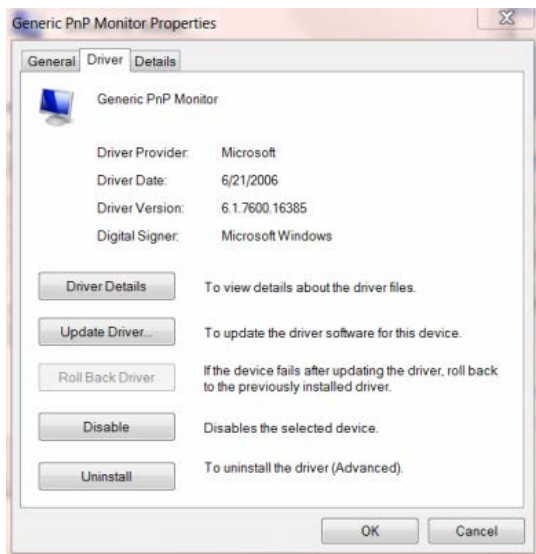 Generic PnP Monitor Properties
General Driver Details
Generic PnP Monitor
Driver Provider: Microsoft
Driver Date: 6/21/2006
Driver Version: 6.1.7600.16385
Digital Signer: Microsoft Windows
Driver Details To view details about the driver files.
Update Driver... To update the driver software for this device.
Roll Back Driver If the device fails after updating the driver, roll back
to the previously installed driver.
Disable Disables the selected device.
Uninstall To uninstall the driver (Advanced).
OK Cancel